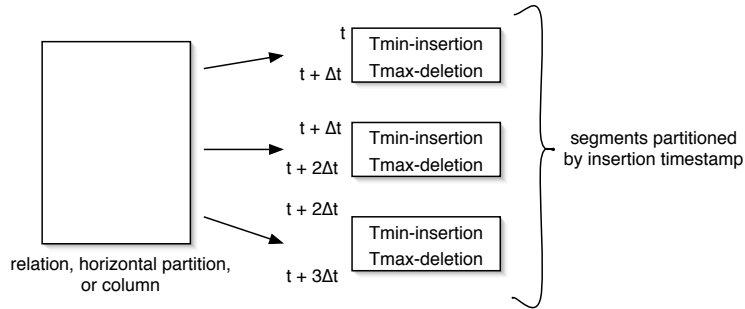 t
Tmin-insertion
t + Δt
Tmax-deletion
t + Δt
Tmin-insertion
t + 2Δt
Tmax-deletion
segments partitioned
by insertion timestamp
t + 2Δt
Tmin-insertion
Tmax-deletion
t + 3Δt
relation, horizontal partition,
or column